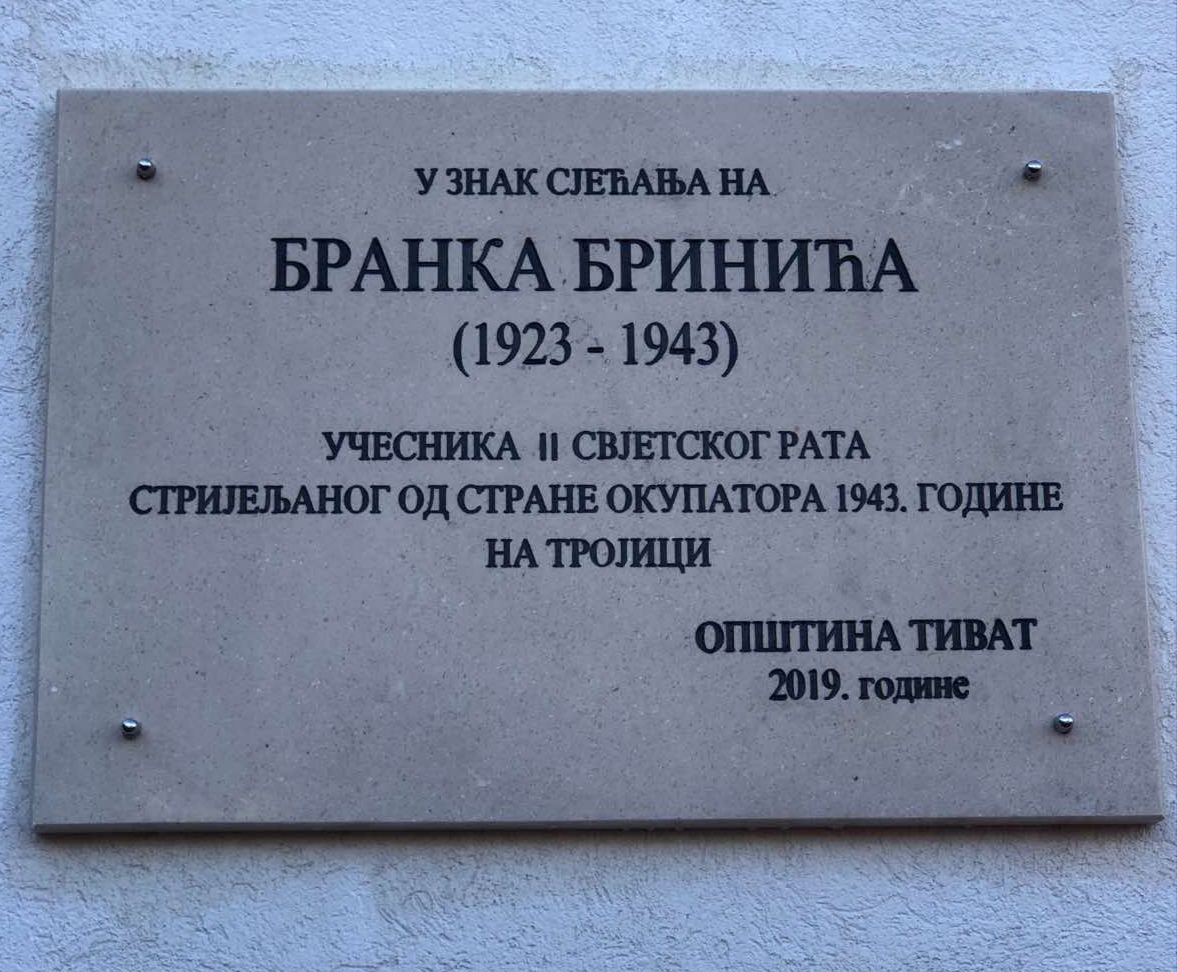 У ЗНАК СЈЕЋАЊА НА
БРАНКА БРИНИЋА
(1923 - 1943)
УЧЕСНИКА II СВЈЕТСКОГ РАТА
СТРИЈЕЉАНОГ ОД СТРАНЕ ОКУПАТОРА 1943. ГОДИНЕ
НА ТРОЈИЦИ
ОПШТИНА ТИВАТ
2019. године